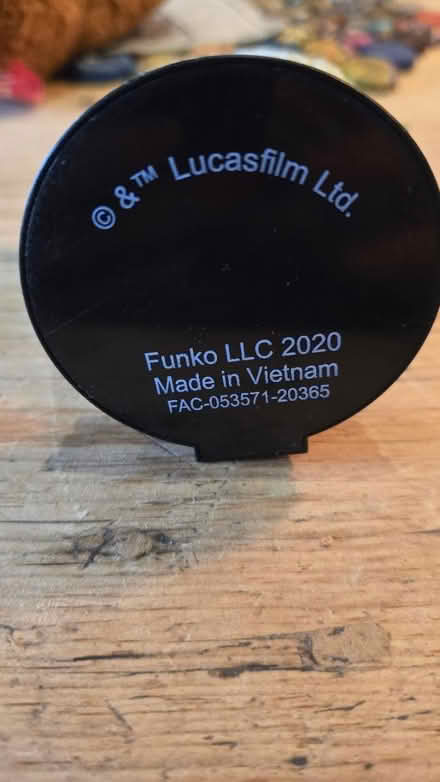 © &™ Lucasfilm Ltd.
Funko LLC 2020
Made in Vietnam
FAC-053571-20365